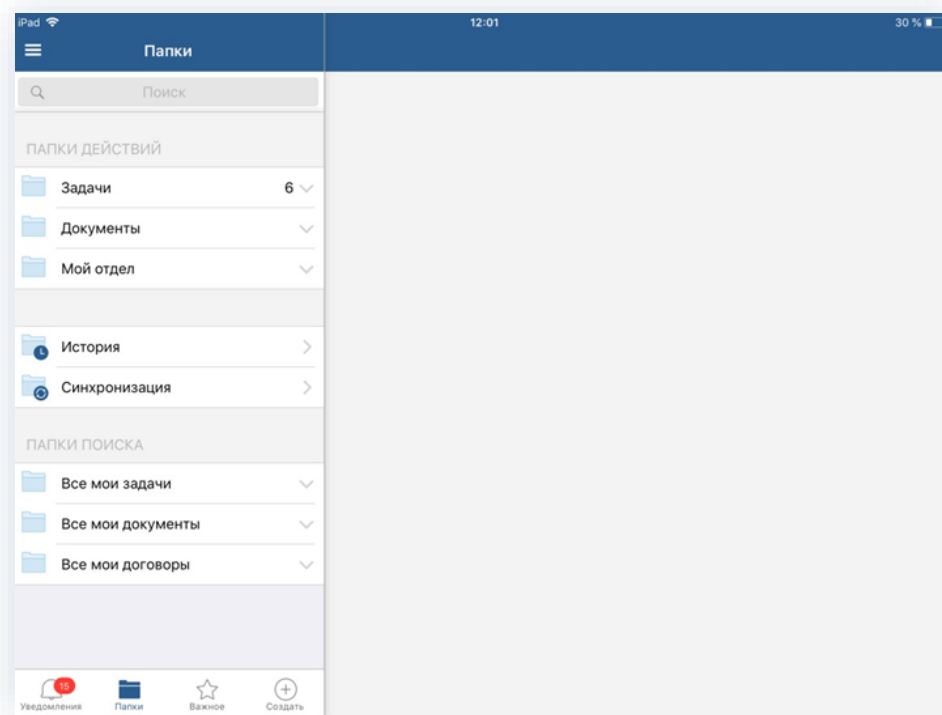 iPad 12:01 30 %
Папки
Поиск
ПАПКИ ДЕЙСТВИЙ
Задачи 6
Документы
Мой отдел
История
Синхронизация
ПАПКИ ПОИСКА
Все мои задачи
Все мои документы
Все мои договоры
15
Уведомления Папки Важное Создать